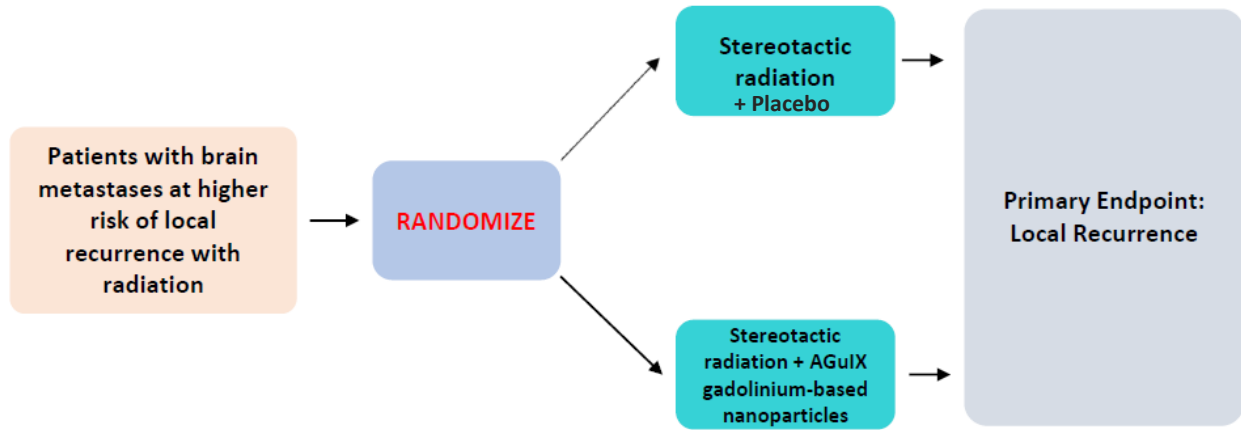 Patients with brain
metastases at higher
risk of local
recurrence with
radiation
RANDOMIZE
Stereotactic
radiation
+ Placebo
Stereotactic
radiation + AGuIX
gadolinium-based
nanoparticles
Primary Endpoint:
Local Recurrence